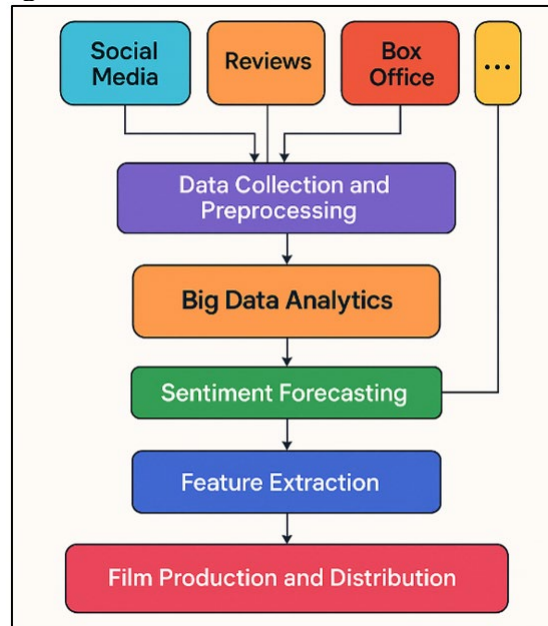 Social
Media
Reviews
Box
Office
...
Data Collection and
Preprocessing
Big Data Analytics
Sentiment Forecasting
Feature Extraction
Film Production and Distribution